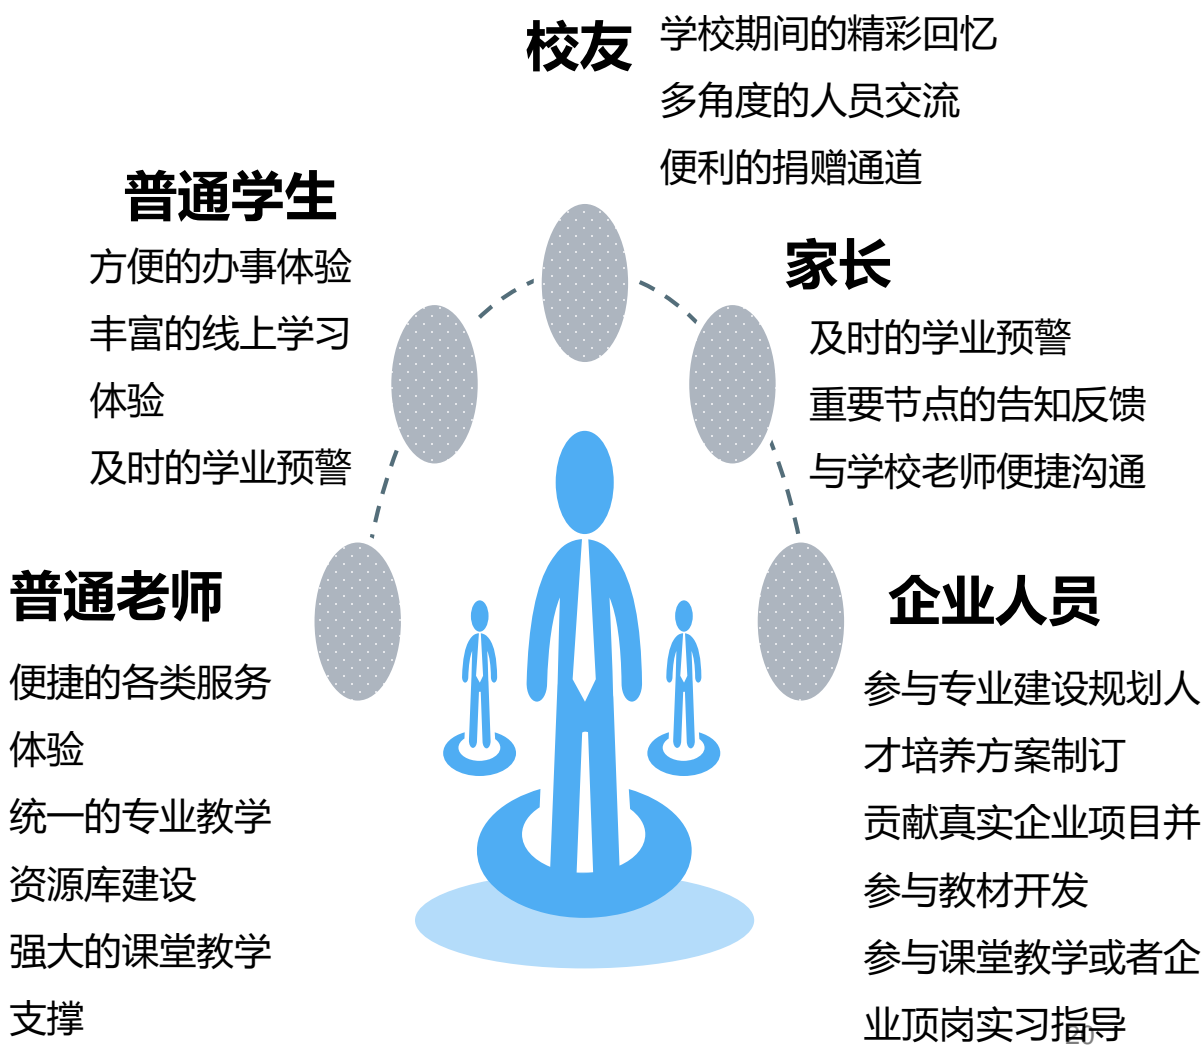 校友
学校期间的精彩回忆
多角度的人员交流
便利的捐赠通道
普通学生
方便的办事体验
丰富的线上学习
体验
及时的学业预警
家长
及时的学业预警
重要节点的告知反馈
与学校老师便捷沟通
普通老师
便捷的各类服务
体验
统一的专业教学
资源库建设
强大的课堂教学
支撑
企业人员
参与专业建设规划人
才培养方案制订
贡献真实企业项目并
参与教材开发
参与课堂教学或者企
业顶岗实习指导
20